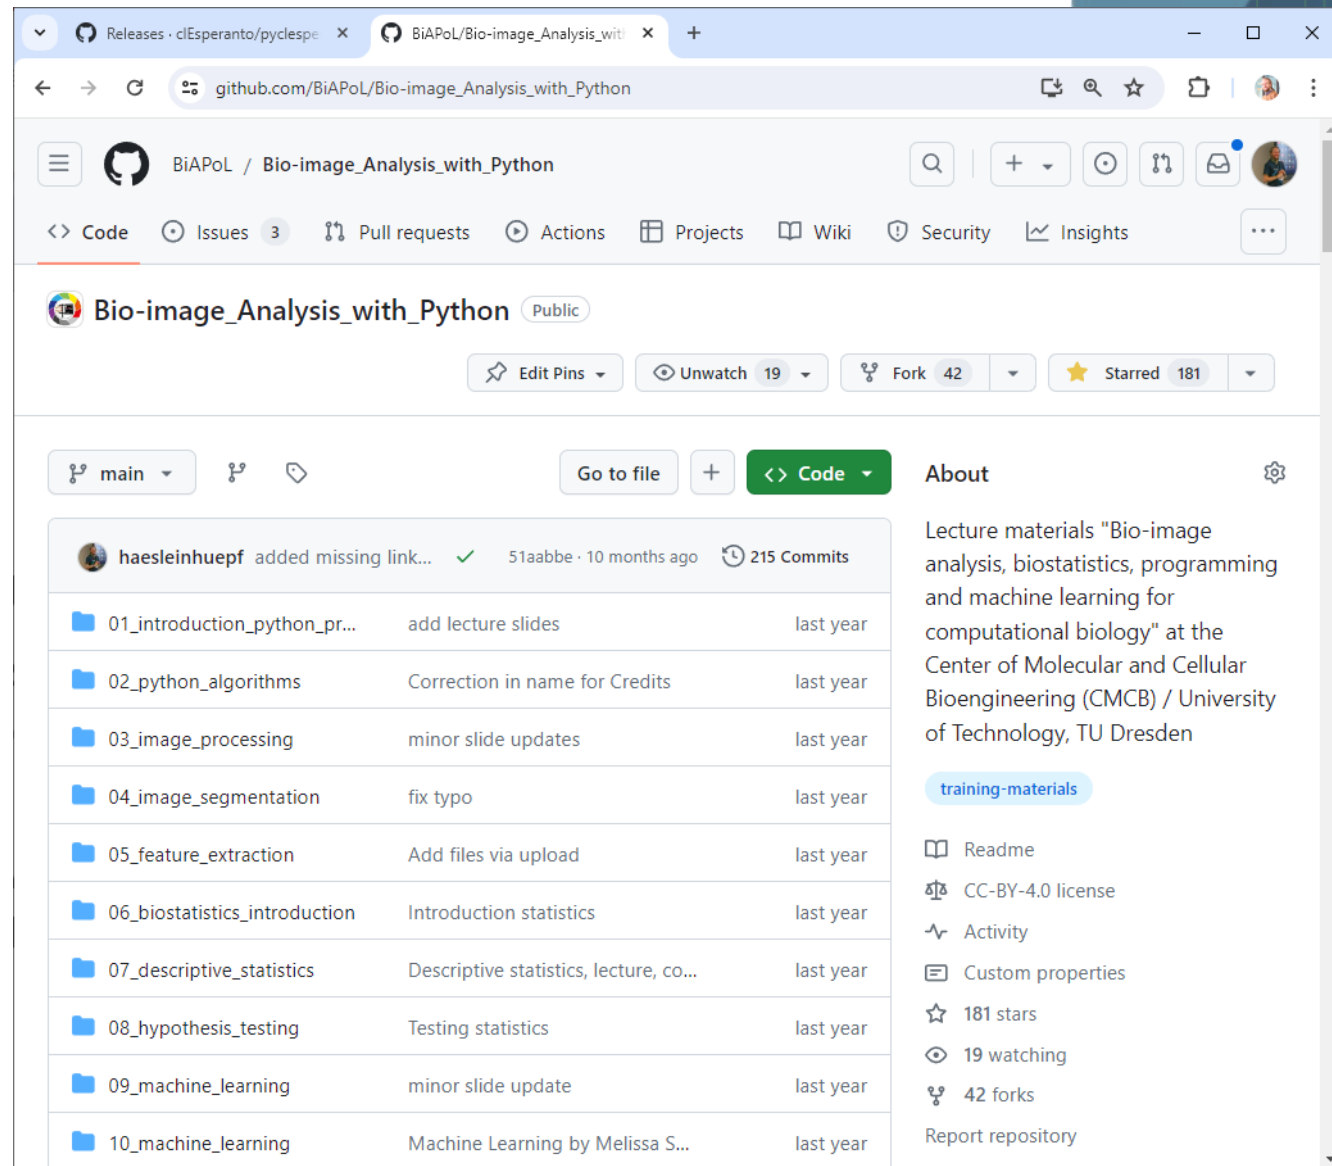 Releases · clEsperanto/pyclespe
BiAPoL/Bio-image_Analysis_wit
github.com/BiAPoL/Bio-image_Analysis_with_Python
BiAPoL / Bio-image_Analysis_with_Python
Code Issues 3 Pull requests Actions Projects Wiki Security Insights
Bio-image_Analysis_with_Python Public
Edit Pins Unwatch 19 Fork 42 Starred 181
main Go to file Code
haesleinhuepf added missing link... 51aabbe · 10 months ago 215 Commits
01_introduction_python_pr... add lecture slides last year
02_python_algorithms Correction in name for Credits last year
03_image_processing minor slide updates last year
04_image_segmentation fix typo last year
05_feature_extraction Add files via upload last year
06_biostatistics_introduction Introduction statistics last year
07_descriptive_statistics Descriptive statistics, lecture, co... last year
08_hypothesis_testing Testing statistics last year
09_machine_learning minor slide update last year
10_machine_learning Machine Learning by Melissa S... last year
About
Lecture materials "Bio-image
analysis, biostatistics, programming
and machine learning for
computational biology" at the
Center of Molecular and Cellular
Bioengineering (CMCB) / University
of Technology, TU Dresden
training-materials
Readme
CC-BY-4.0 license
Activity
Custom properties
181 stars
19 watching
42 forks
Report repository